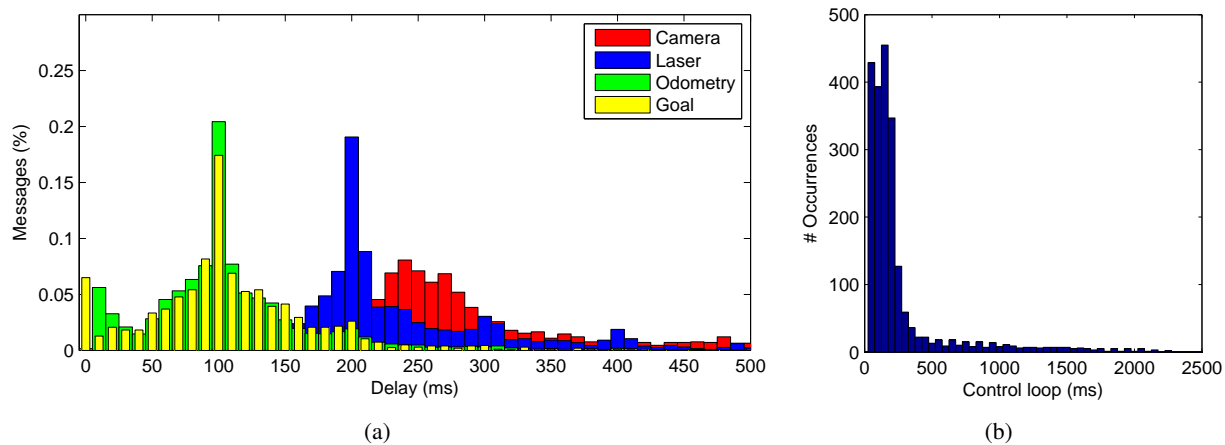 Camera
Laser
Odometry
Goal
0.25
0.2
0.15
0.1
0.05
0
Messages (%)
0 50 100 150 200 250 300 350 400 450 500
Delay (ms)
(a)
500
400
300
200
100
0
# Occurrences
0 500 1000 1500 2000 2500
Control loop (ms)
(b)